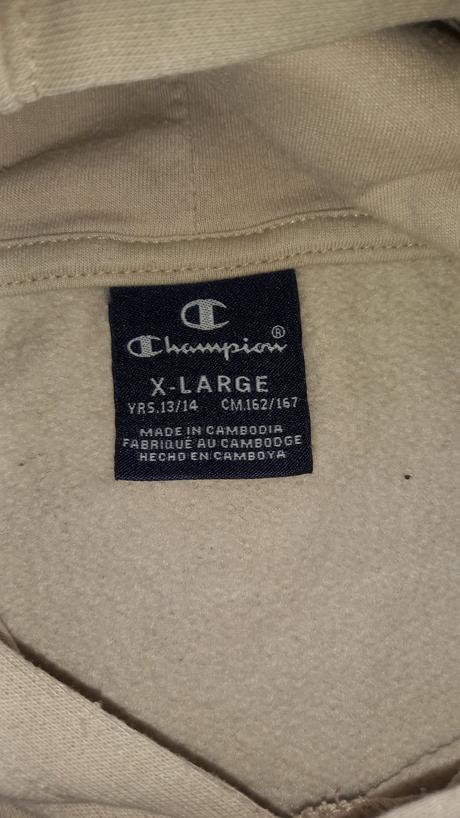 Champion®
X-LARGE
YRS.13/14 CM.162/167
MADE IN CAMBODIA
FABRIQUÉ AU CAMBODGE
HECHO EN CAMBOYA